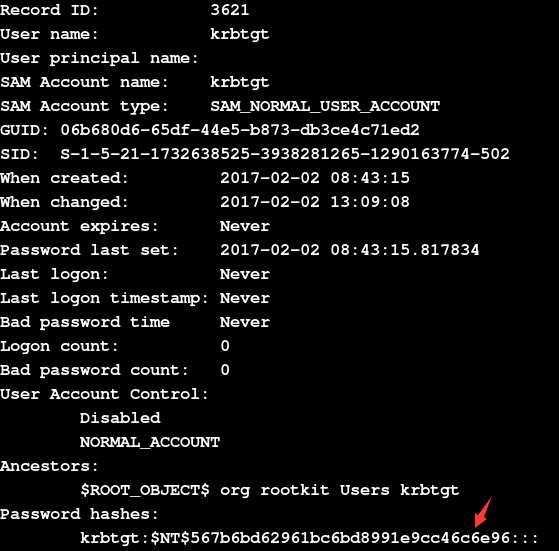 Record ID: 3621
User name: krbtgt
User principal name:
SAM Account name: krbtgt
SAM Account type: SAM_NORMAL_USER_ACCOUNT
GUID: 06b680d6-65df-44e5-b873-db3ce4c71ed2
SID: S-1-5-21-1732638525-3938281265-1290163774-502
When created: 2017-02-02 08:43:15
When changed: 2017-02-02 13:09:08
Account expires: Never
Password last set: 2017-02-02 08:43:15.817834
Last logon: Never
Last logon timestamp: Never
Bad password time Never
Logon count: 0
Bad password count: 0
User Account Control:
Disabled
NORMAL_ACCOUNT
Ancestors:
$ROOT_OBJECT$ org rootkit Users krbtgt
Password hashes:
krbtgt:$NT$567b6bd62961bc6bd8991e9cc46c6e96:::